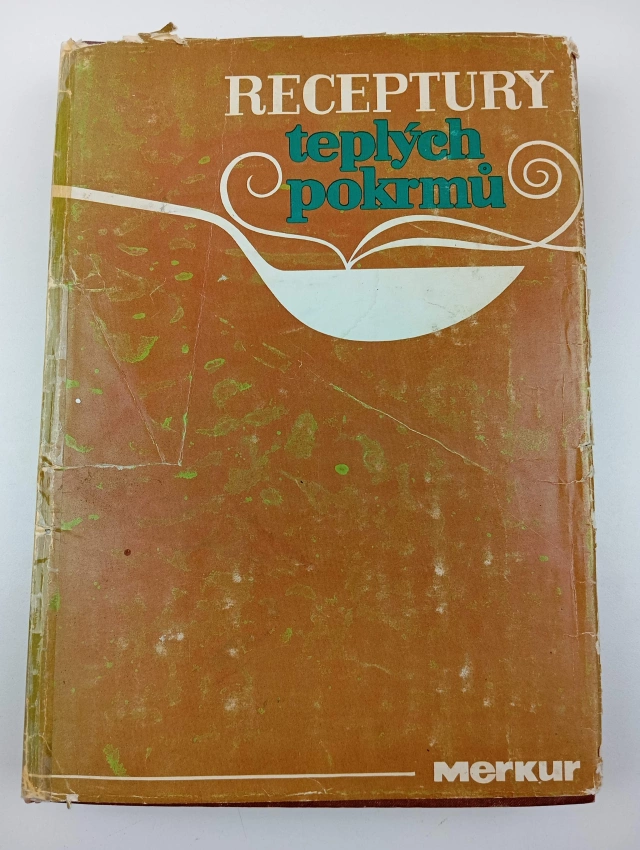 RECEPTURY
teplých
pokrmů
Merkur